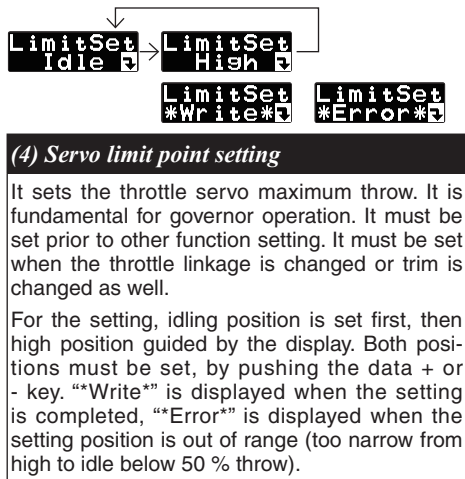 LimitSet LimitSet
Idle High
LimitSet LimitSet
*Write* *Error*
(4) Servo limit point setting
It sets the throttle servo maximum throw. It is
fundamental for governor operation. It must be
set prior to other function setting. It must be set
when the throttle linkage is changed or trim is
changed as well.
For the setting, idling position is set first, then
high position guided by the display. Both posi-
tions must be set, by pushing the data + or
- key. “*Write*” is displayed when the setting
is completed, “*Error*” is displayed when the
setting position is out of range (too narrow from
high to idle below 50 % throw).